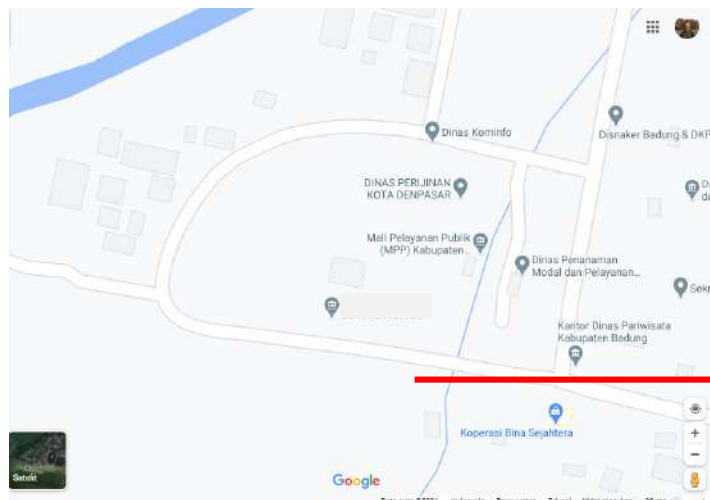 Dinas Kominfo
Disnaker Badung & DKP
DINAS PERIJINAN
KOTA DENPASAR
Mall Pelayanan Publik
(MPP) Kabupaten...
Dinas Penanaman
Modal dan Pelayanan...
Sekr
Kantor Dinas Pariwisata
Kabupaten Badung
Koperasi Bina Sejahtera
Satelit
Google